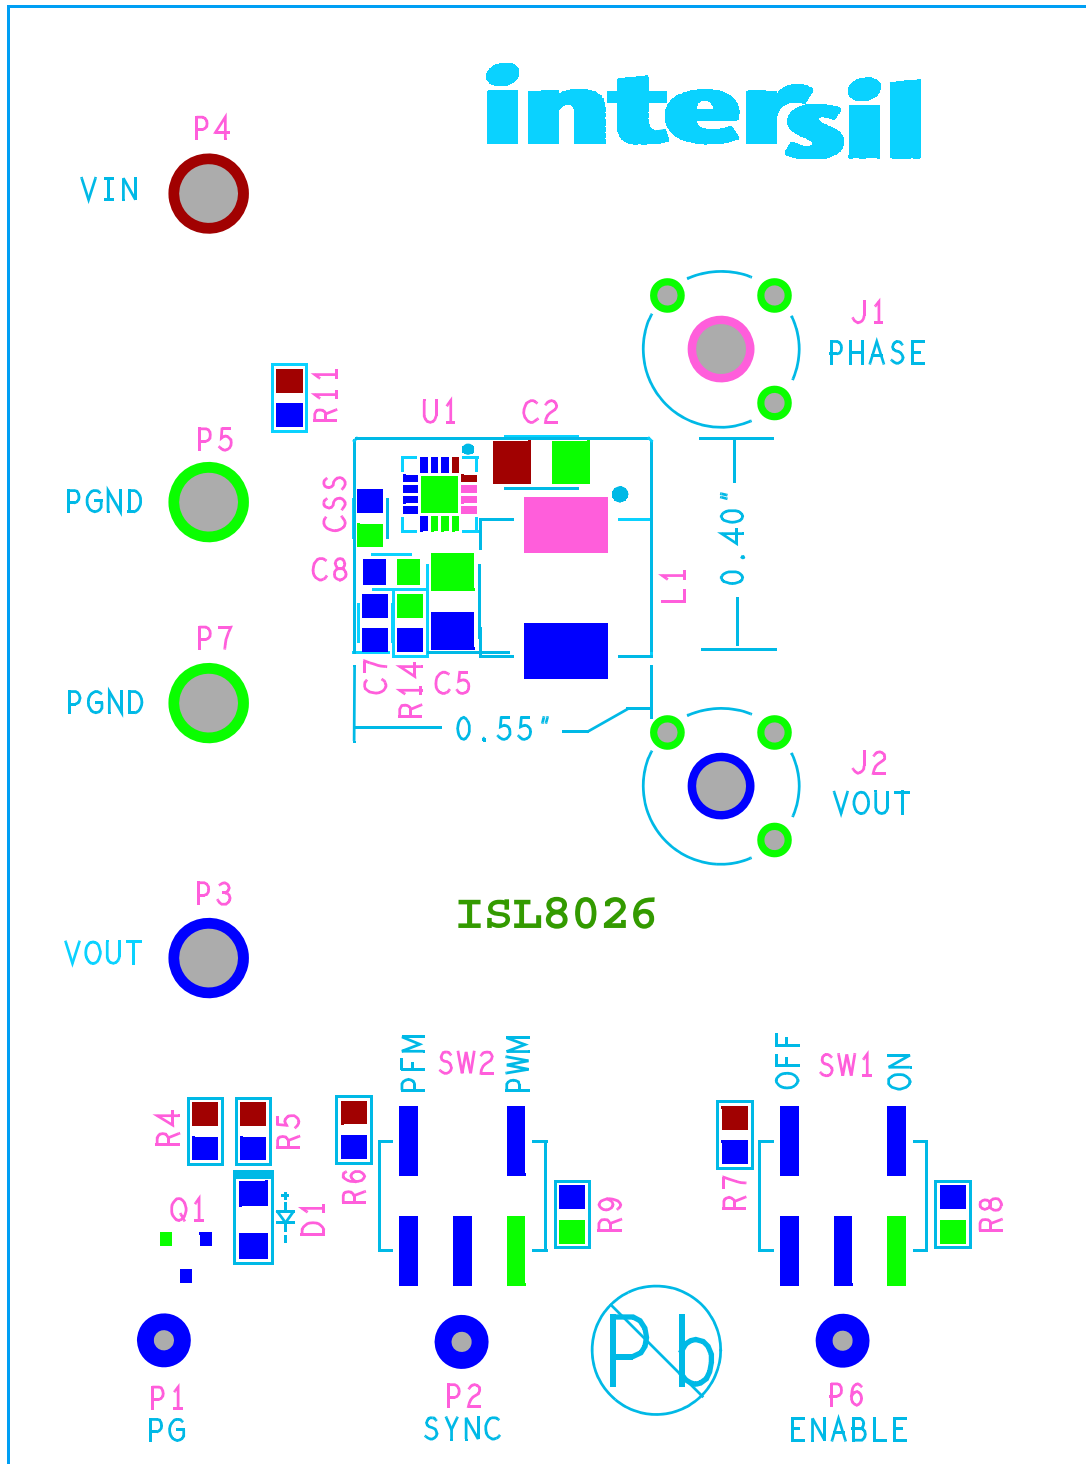 intersil
P4
VIN
J1
PHASE
R11
U1
C2
P5
PGND
CSS
0.40"
C8
L1
P7
PGND
C7
R14
C5
0.55"
J2
VOUT
ISL8026
P3
VOUT
PFM
SW2
PWM
OFF
SW1
ON
R4
R5
R6
R7
Q1
D1
R9
R8
Pb
P1
PG
P2
SYNC
P6
ENABLE